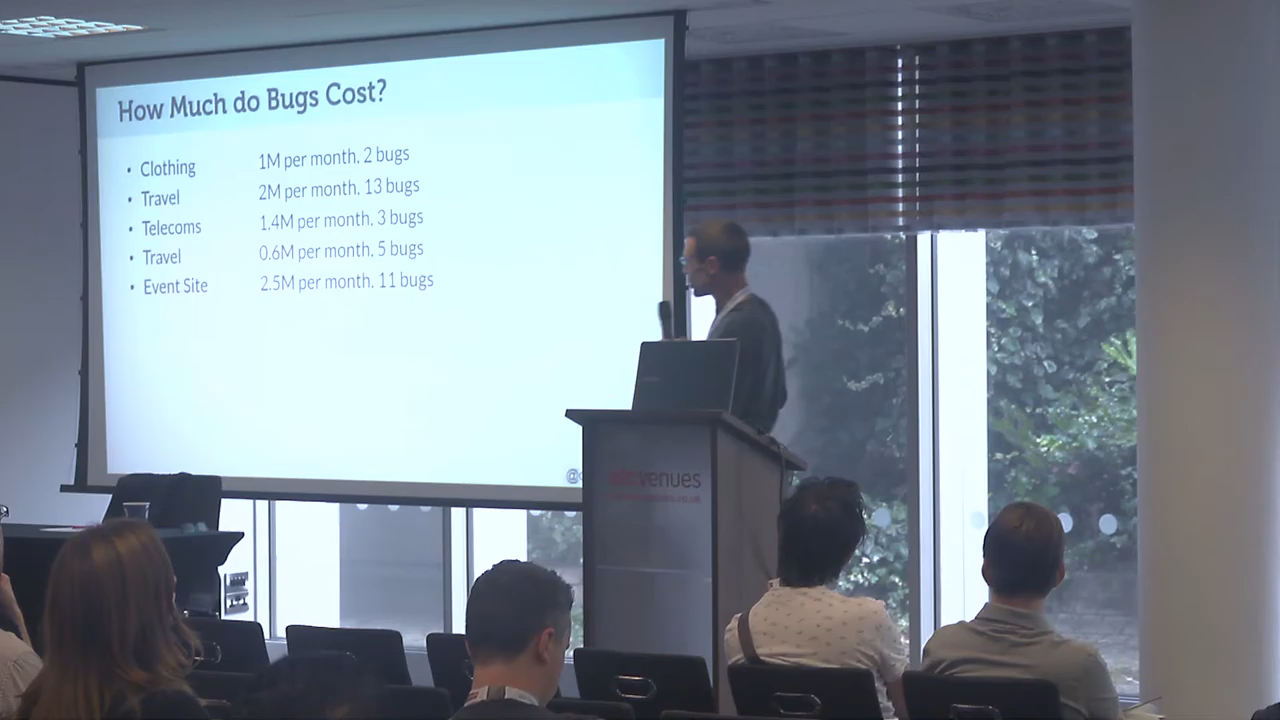 How Much do Bugs Cost?
• Clothing 1M per month. 2 bugs
• Travel 2M per month. 13 bugs
• Telecoms 1.4M per month. 3 bugs
• Travel 0.6M per month. 5 bugs
• Event Site 2.5M per month. 11 bugs
venues